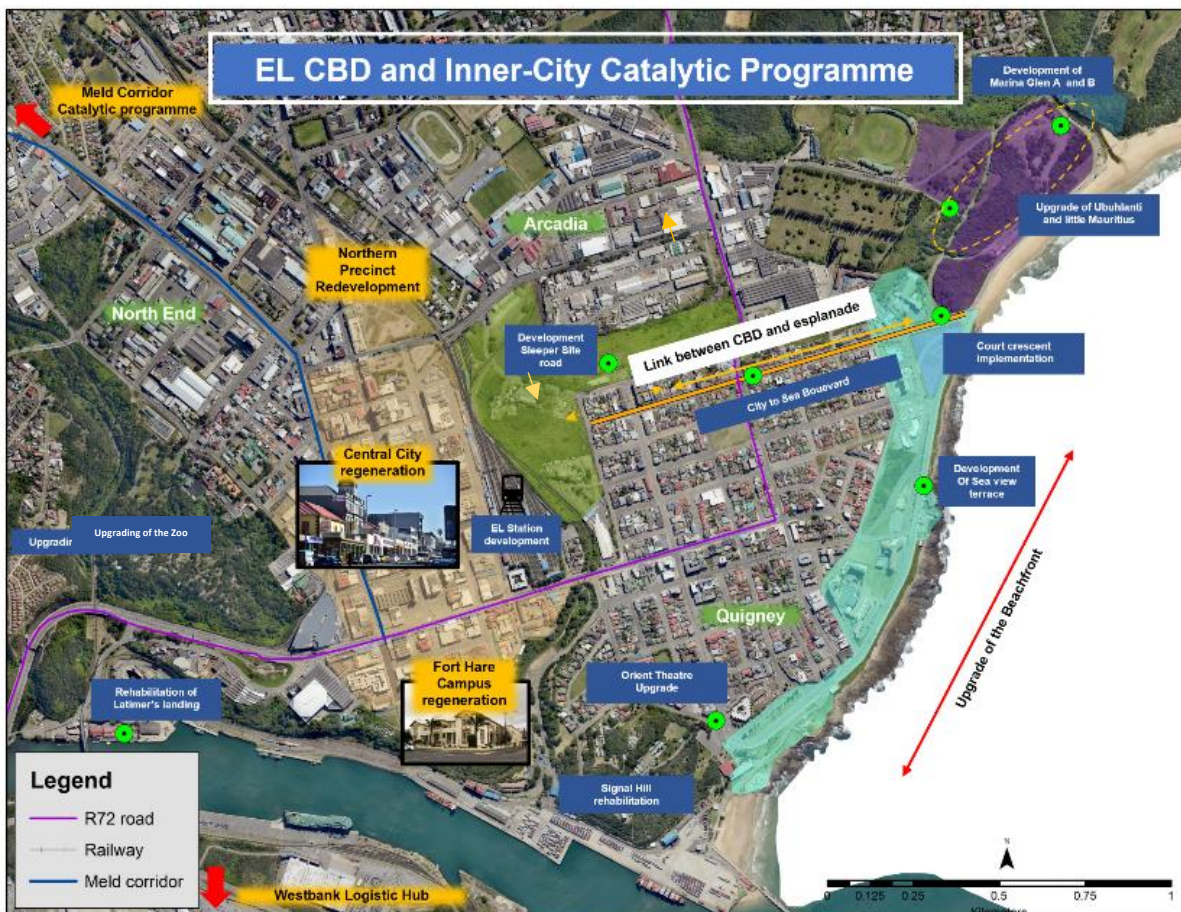 EL CBD and Inner-City Catalytic Programme
Meld Corridor
Catalytic programme
Development of
Marina Glen A and B
Upgrade of Ubuhlanti
and little Mauritius
Arcadia
Northern
Precinct
Redevelopment
North End
Development
Sleeper Site
road
Link between CBD and esplanade
Court crescent
implementation
City to Sea Bouevard
Central City
regeneration
Development
Of Sea view
terrace
EL Station
development
Upgradin
Upgrading of the Zoo
Upgrade of the Beachfront
Quigney
Fort Hare
Campus
regeneration
Orient Theatre
Upgrade
Rehabilitation of
Latimer's landing
Signal Hill
rehabilitation
Legend
R72 road
Railway
Meld corridor
Westbank Logistic Hub
N
0 0.125 0.25 0.5 0.75 1
Kilometers